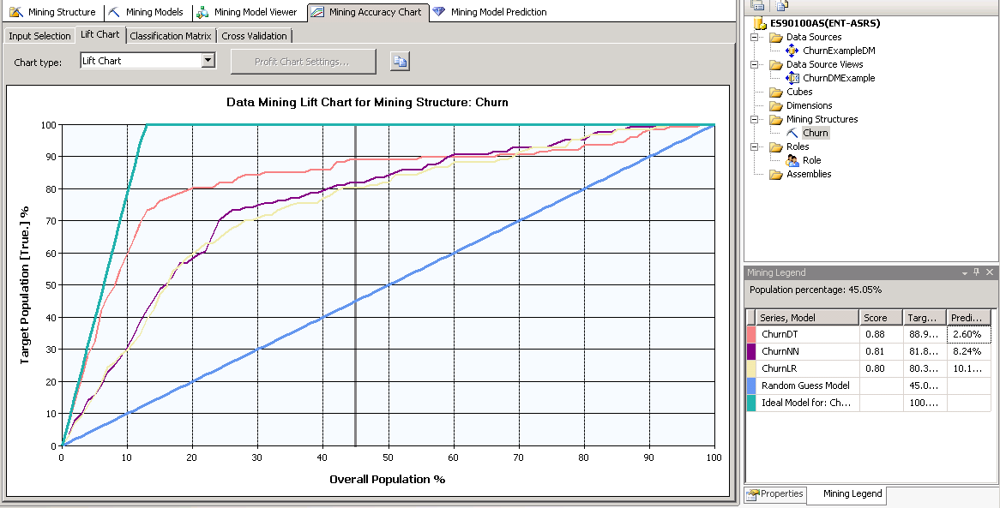 Mining Structure Mining Models Mining Model Viewer Mining Accuracy Chart Mining Model Prediction
Input Selection Lift Chart Classification Matrix Cross Validation
Chart type: Lift Chart Profit Chart Settings...
Data Mining Lift Chart for Mining Structure: Churn
Target Population [True.] %
100
90
80
70
60
50
40
30
20
10
0
0 10 20 30 40 50 60 70 80 90 100
Overall Population %
ES90100AS(ENT-ASRS)
Data Sources
ChurnExampleDM
Data Source Views
ChurnDMExample
Cubes
Dimensions
Mining Structures
Churn
Roles
Role
Assemblies
Mining Legend
Population percentage: 45.05%
Series, Model Score Targ... Predi...
ChurnDT 0.88 88.9... 2.60%
ChurnNN 0.81 81.8... 8.24%
ChurnLR 0.80 80.3... 10.1...
Random Guess Model 45.0...
Ideal Model for: Ch... 100....
Properties Mining Legend